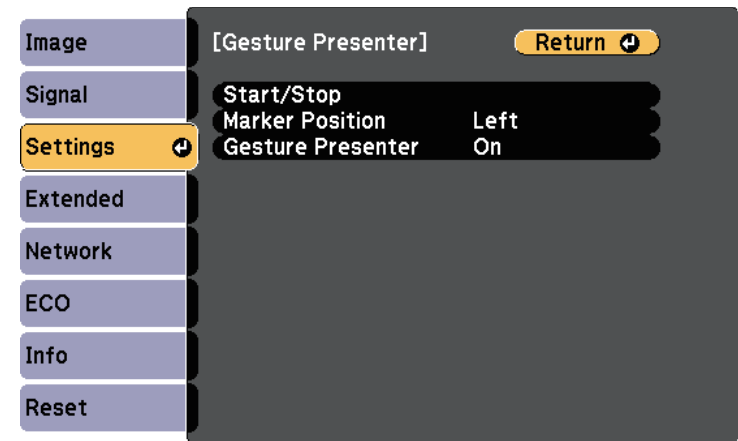 Image
Signal
Settings
Extended
Network
ECO
Info
Reset
[Gesture Presenter] Return
Start/Stop
Marker Position Left
Gesture Presenter On